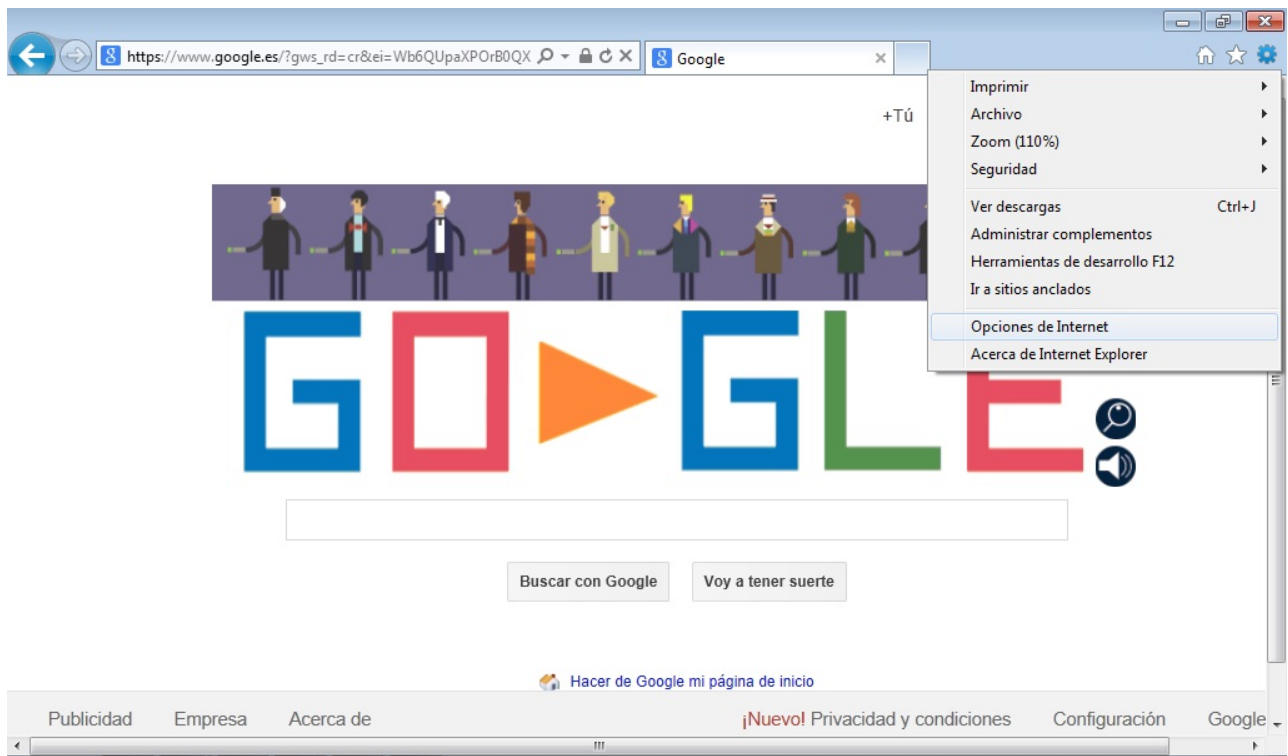 https://www.google.es/?gws_rd=cr&ei=Wb6QUpaXPOrB0QX
Google
+Tú
Imprimir
Archivo
Zoom (110%)
Seguridad
Ver descargas Ctrl+J
Administrar complementos
Herramientas de desarrollo F12
Ir a sitios anclados
Opciones de Internet
Acerca de Internet Explorer
GO GLE
Buscar con Google Voy a tener suerte
Hacer de Google mi página de inicio
Publicidad Empresa Acerca de ¡Nuevo! Privacidad y condiciones Configuración Google